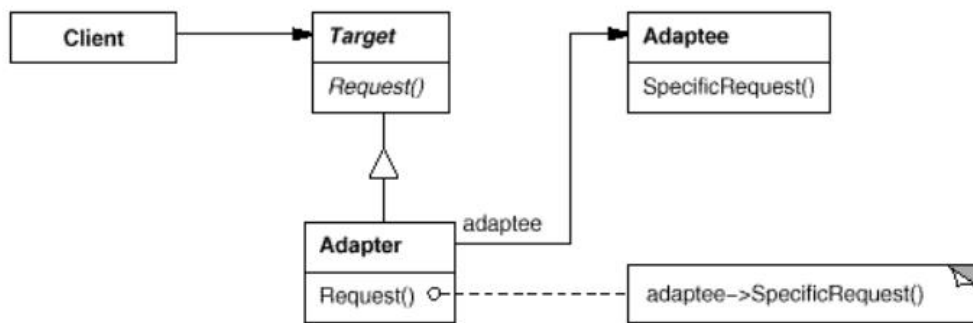 Client
Target
Request()
Adaptee
SpecificRequest()
adaptee
Adapter
Request()
adaptee->SpecificRequest()